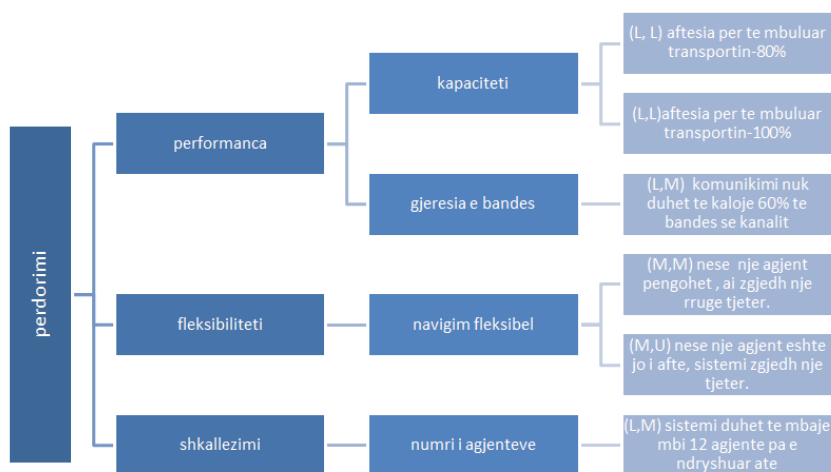 perdorimi
performanca
kapaciteti
(L, L) aftesia per te mbuluar
transportin-80%
(L,L)aftesia per te mbuluar
transportin-100%
gjeresia e bandes
(L,M) komunikimi nuk
duhet te kaloje 60% te
bandes se kanalit
fleksibiliteti
navigim fleksibel
(M,M) nese nje agjent
pengohet , ai zgjedh nje
rruge tjeter.
(M,U) nese nje agjent eshte
jo i afte, sistemi zgjedh nje
tjeter.
shkallezimi
numri i agjenteve
(L,M) sistemi duhet te mbaje
mbi 12 agjente pa e
ndryshuar ate